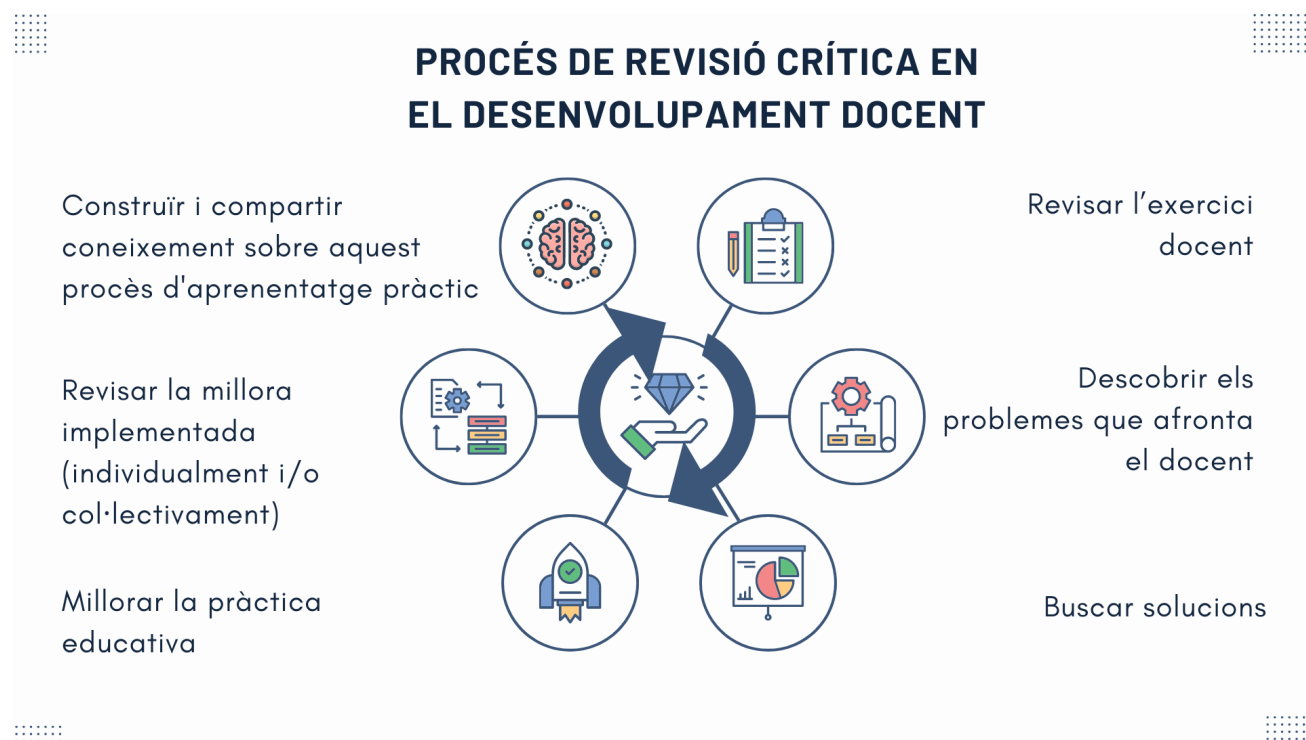 PROCÉS DE REVISIÓ CRÍTICA EN
EL DESENVOLUPAMENT DOCENT
Construïr i compartir
coneixement sobre aquest
procès d'aprenentatge pràctic
Revisar l’exercici
docent
Revisar la millora
implementada
(individualment i/o
col·lectivament)
Descobrir els
problemes que afronta
el docent
Millorar la pràctica
educativa
Buscar solucions